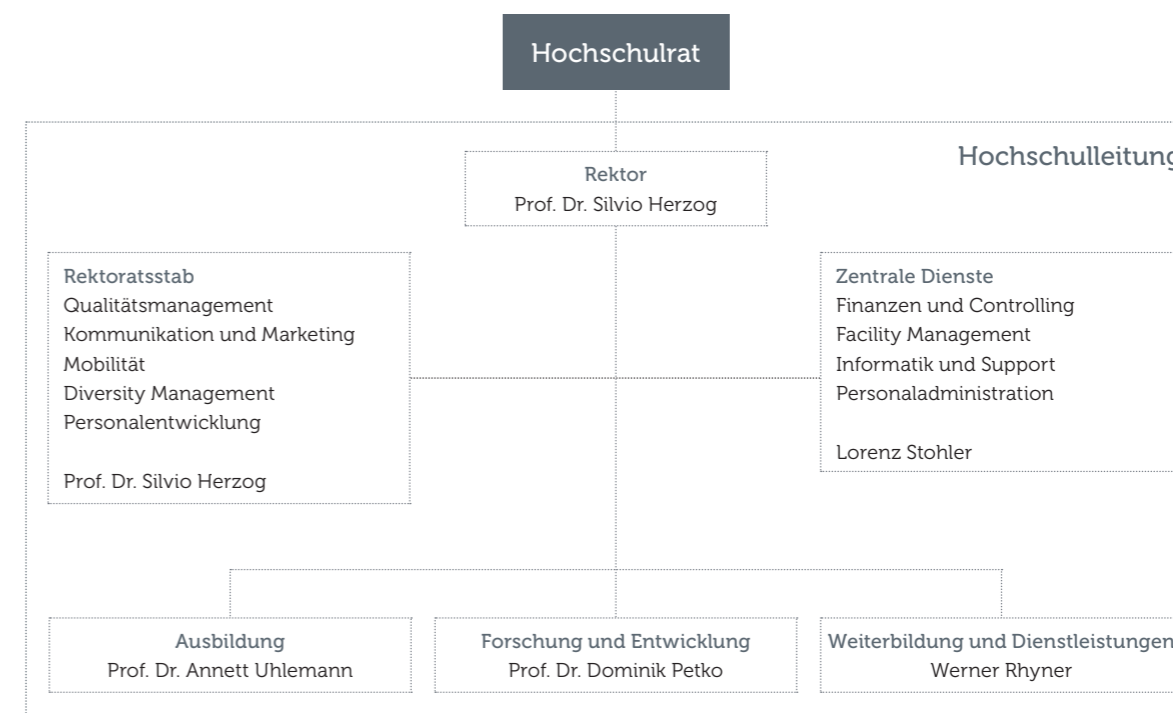 Hochschulrat
Hochschulleitung
Rektor
Prof. Dr. Silvio Herzog
Rektoratsstab
Qualitätsmanagement
Kommunikation und Marketing
Mobilität
Diversity Management
Personalentwicklung
Prof. Dr. Silvio Herzog
Zentrale Dienste
Finanzen und Controlling
Facility Management
Informatik und Support
Personaladministration
Lorenz Stohler
Ausbildung
Prof. Dr. Annett Uhlemann
Forschung und Entwicklung
Prof. Dr. Dominik Petko
Weiterbildung und Dienstleistungen
Werner Rhyner